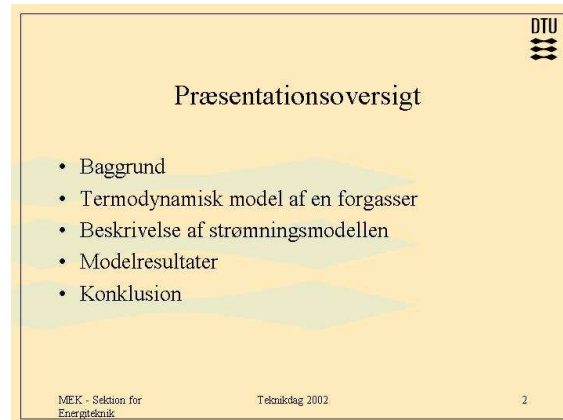 DTU
Præsentationsoversigt
• Baggrund
• Termodynamisk model af en forgasser
• Beskrivelse af strømningsmodellen
• Modelresultater
• Konklusion
MEK - Sektion for
Energiteknik
Teknikdag 2002
2